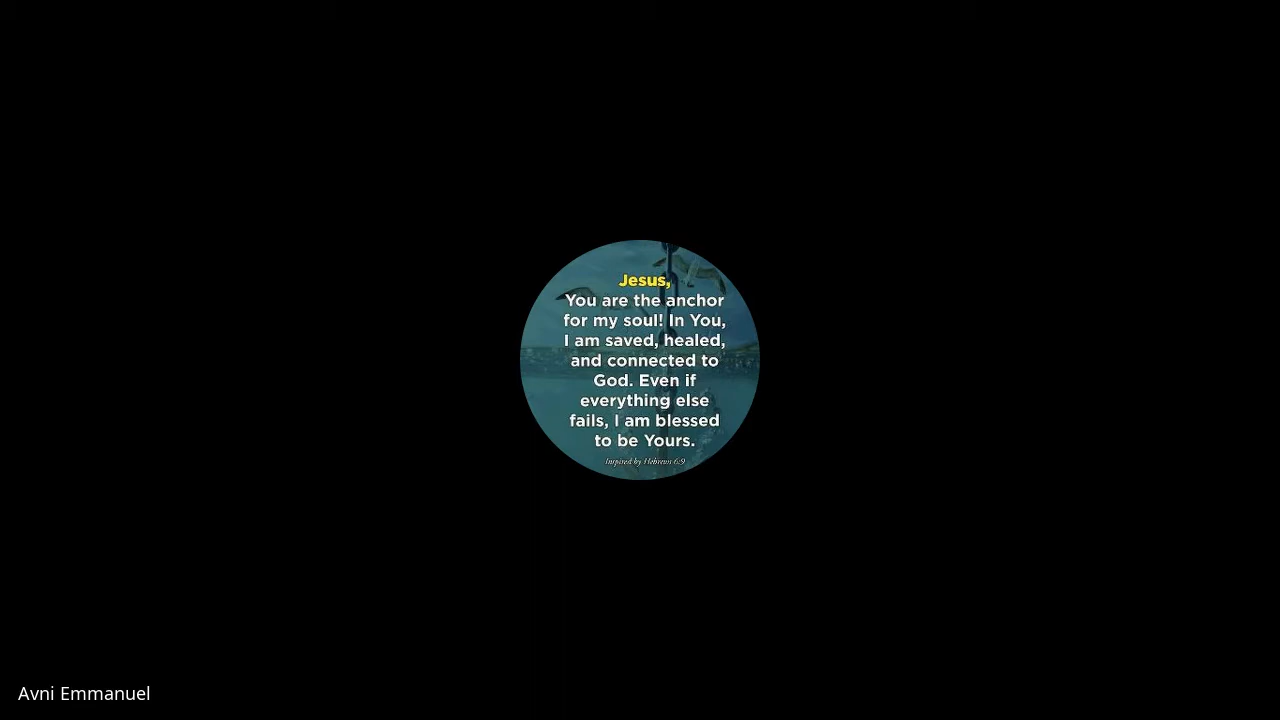 Jesus,
You are the anchor
for my soul! In You,
I am saved, healed,
and connected to
God. Even if
everything else
fails, I am blessed
to be Yours.
Inspired by Hebrews 6:9
Avni Emmanuel